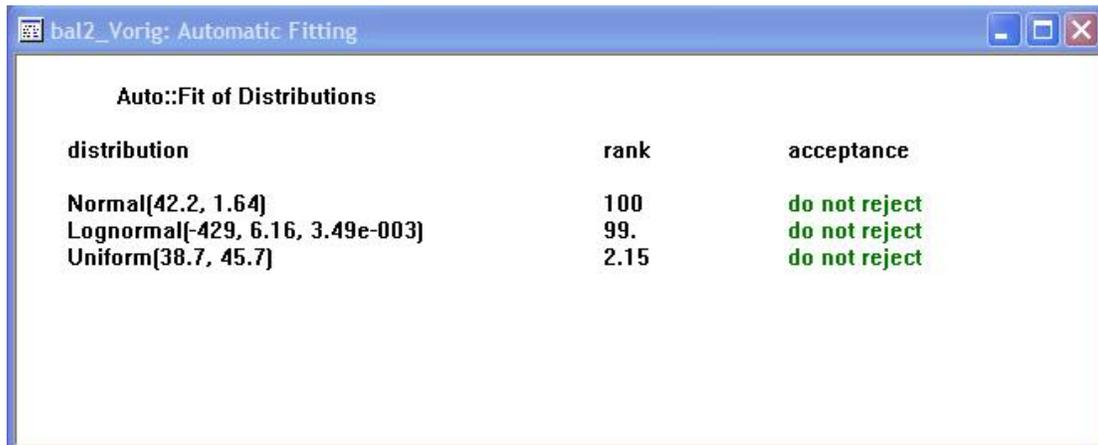 bal2_Vorig: Automatic Fitting
Auto::Fit of Distributions
distribution rank acceptance
Normal(42.2, 1.64) 100 do not reject
Lognormal(-429, 6.16, 3.49e-003) 99. do not reject
Uniform(38.7, 45.7) 2.15 do not reject